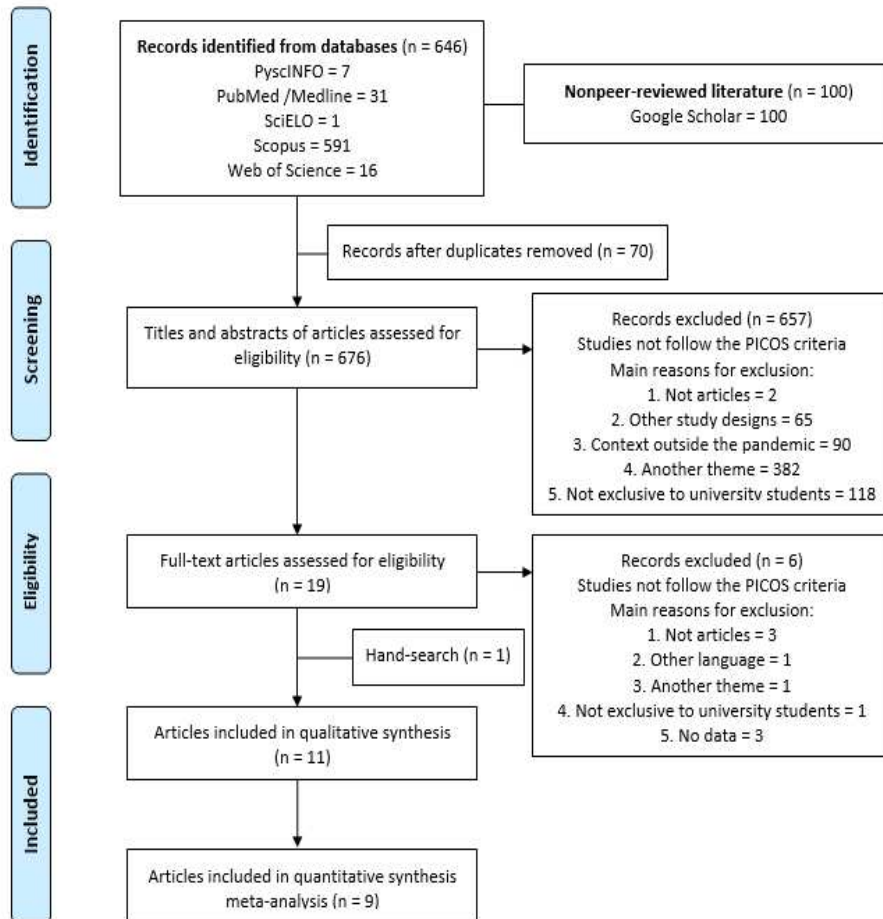 Identification
Records identified from databases (n = 646)
PyscINFO = 7
PubMed /Medline = 31
SciELO = 1
Scopus = 591
Web of Science = 16
Nonpeer-reviewed literature (n = 100)
Google Scholar = 100
Records after duplicates removed (n = 70)
Screening
Titles and abstracts of articles assessed for
eligibility (n = 676)
Records excluded (n = 657)
Studies not follow the PICOS criteria
Main reasons for exclusion:
1. Not articles = 2
2. Other study designs = 65
3. Context outside the pandemic = 90
4. Another theme = 382
5. Not exclusive to university students = 118
Eligibility
Full-text articles assessed for eligibility
(n = 19)
Records excluded (n = 6)
Studies not follow the PICOS criteria
Main reasons for exclusion:
1. Not articles = 3
2. Other language = 1
3. Another theme = 1
4. Not exclusive to university students = 1
5. No data = 3
Hand-search (n = 1)
Included
Articles included in qualitative synthesis
(n = 11)
Articles included in quantitative synthesis
meta-analysis (n = 9)